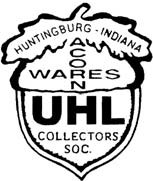 HUNTINGBURG - INDIANA
ACORN
WARES
UHL
COLLECTORS
SOC.